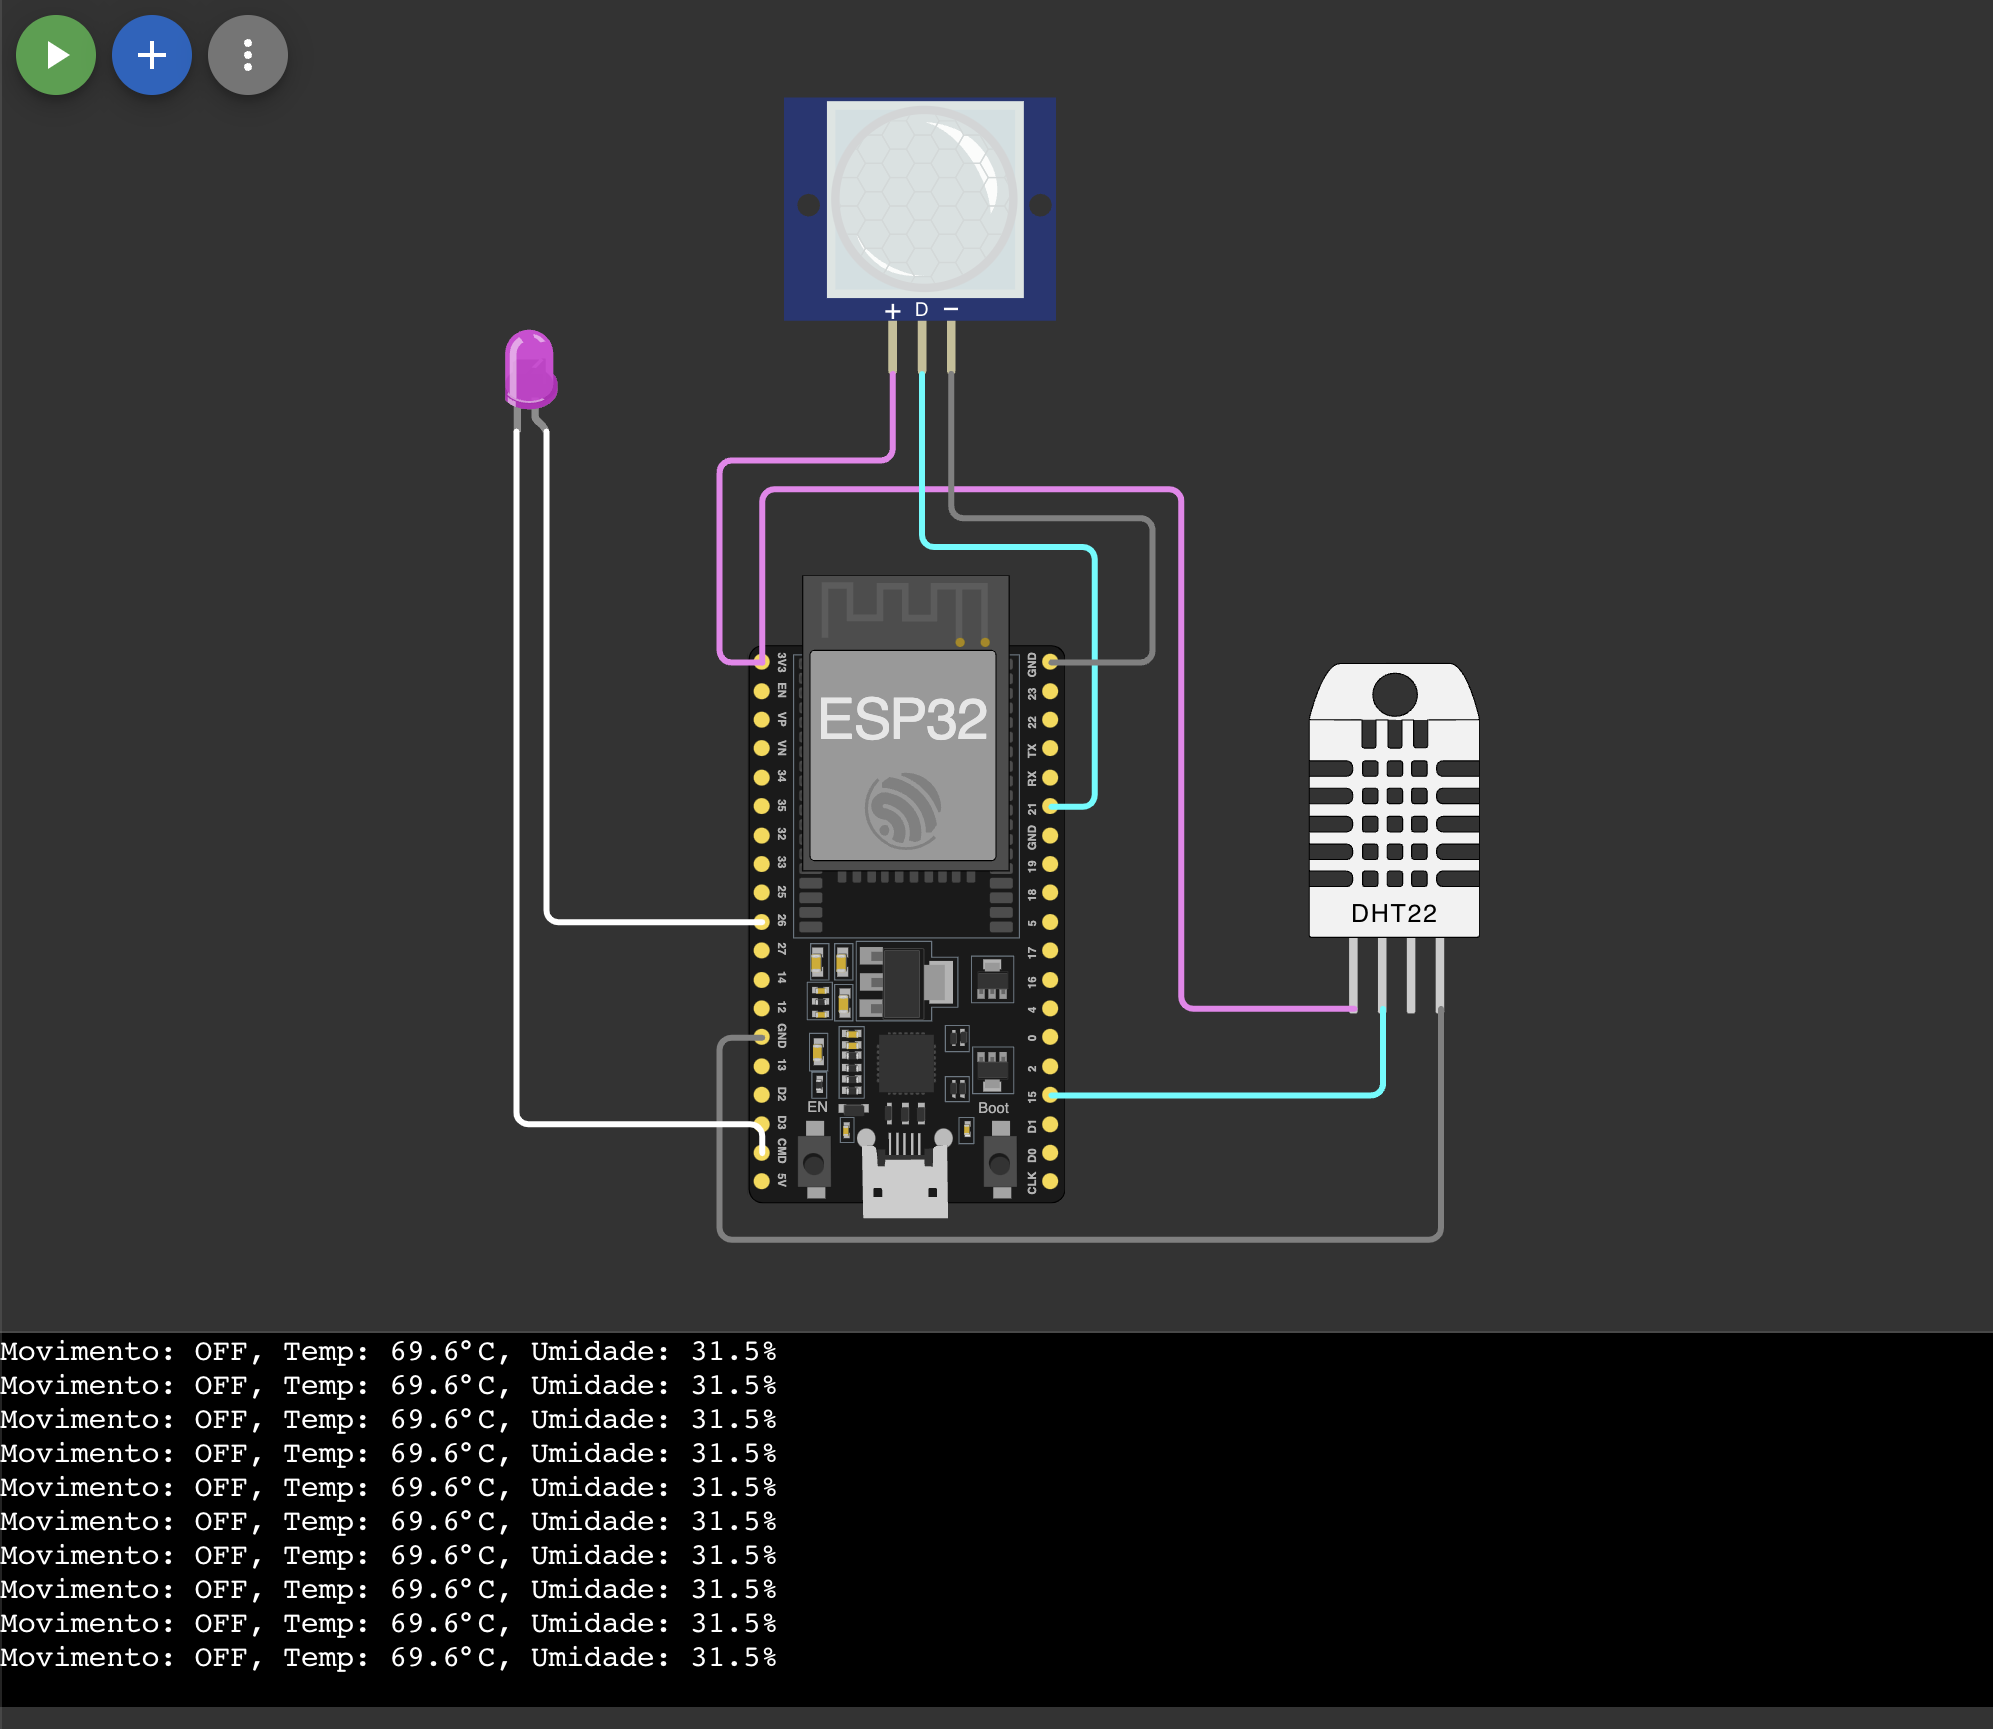 + D −
3V3
EN
VP
VN
34
35
32
33
25
26
27
14
12
GND
13
D2
D3
CMD
5V
ESP32
GND
23
22
TX
RX
21
GND
19
18
5
17
16
4
0
2
15
D1
D0
CLK
EN
Boot
DHT22
Movimento: OFF, Temp: 69.6°C, Umidade: 31.5%
Movimento: OFF, Temp: 69.6°C, Umidade: 31.5%
Movimento: OFF, Temp: 69.6°C, Umidade: 31.5%
Movimento: OFF, Temp: 69.6°C, Umidade: 31.5%
Movimento: OFF, Temp: 69.6°C, Umidade: 31.5%
Movimento: OFF, Temp: 69.6°C, Umidade: 31.5%
Movimento: OFF, Temp: 69.6°C, Umidade: 31.5%
Movimento: OFF, Temp: 69.6°C, Umidade: 31.5%
Movimento: OFF, Temp: 69.6°C, Umidade: 31.5%
Movimento: OFF, Temp: 69.6°C, Umidade: 31.5%